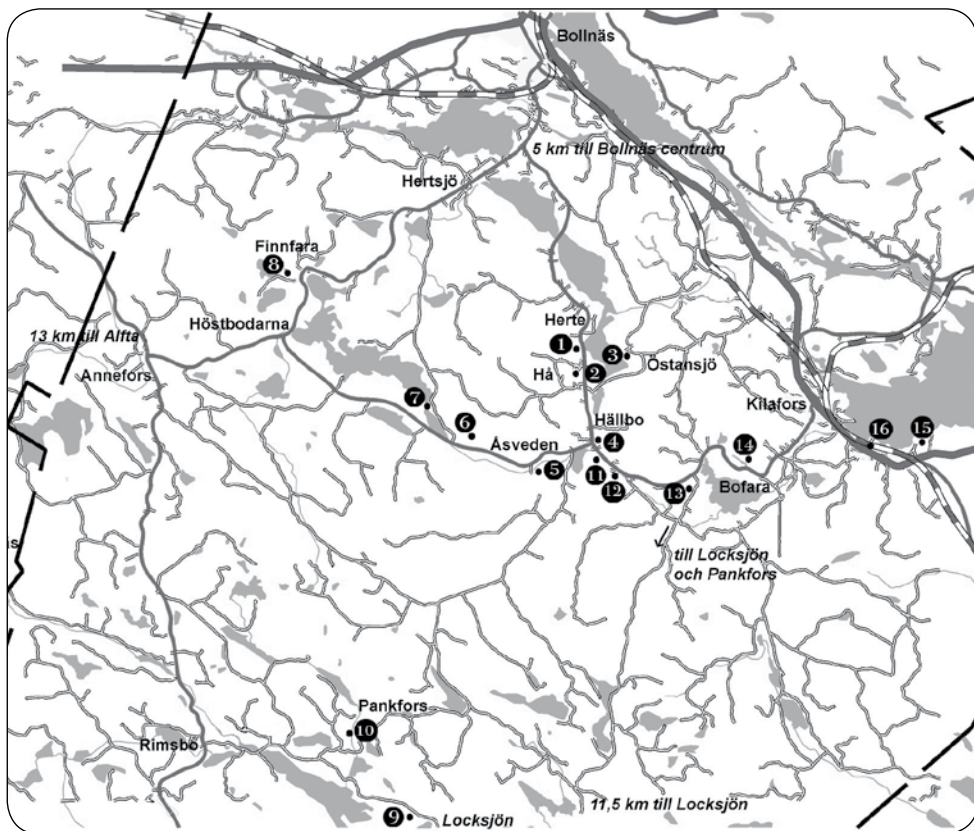 Bollnäs
5 km till Bollnäs centrum
Hertsjö
Finnfara
8
Höstbodarna
Herte
13 km till Alfta
1
3
Östansjö
Annefors
Hå
2
7
Kilafors
Hällbo
6
4
16
15
Åsveden
14
5
11
12
13
Bofara
till Locksjön
och Pankfors
Pankfors
10
Rimsbo
11,5 km till Locksjön
9
Locksjön